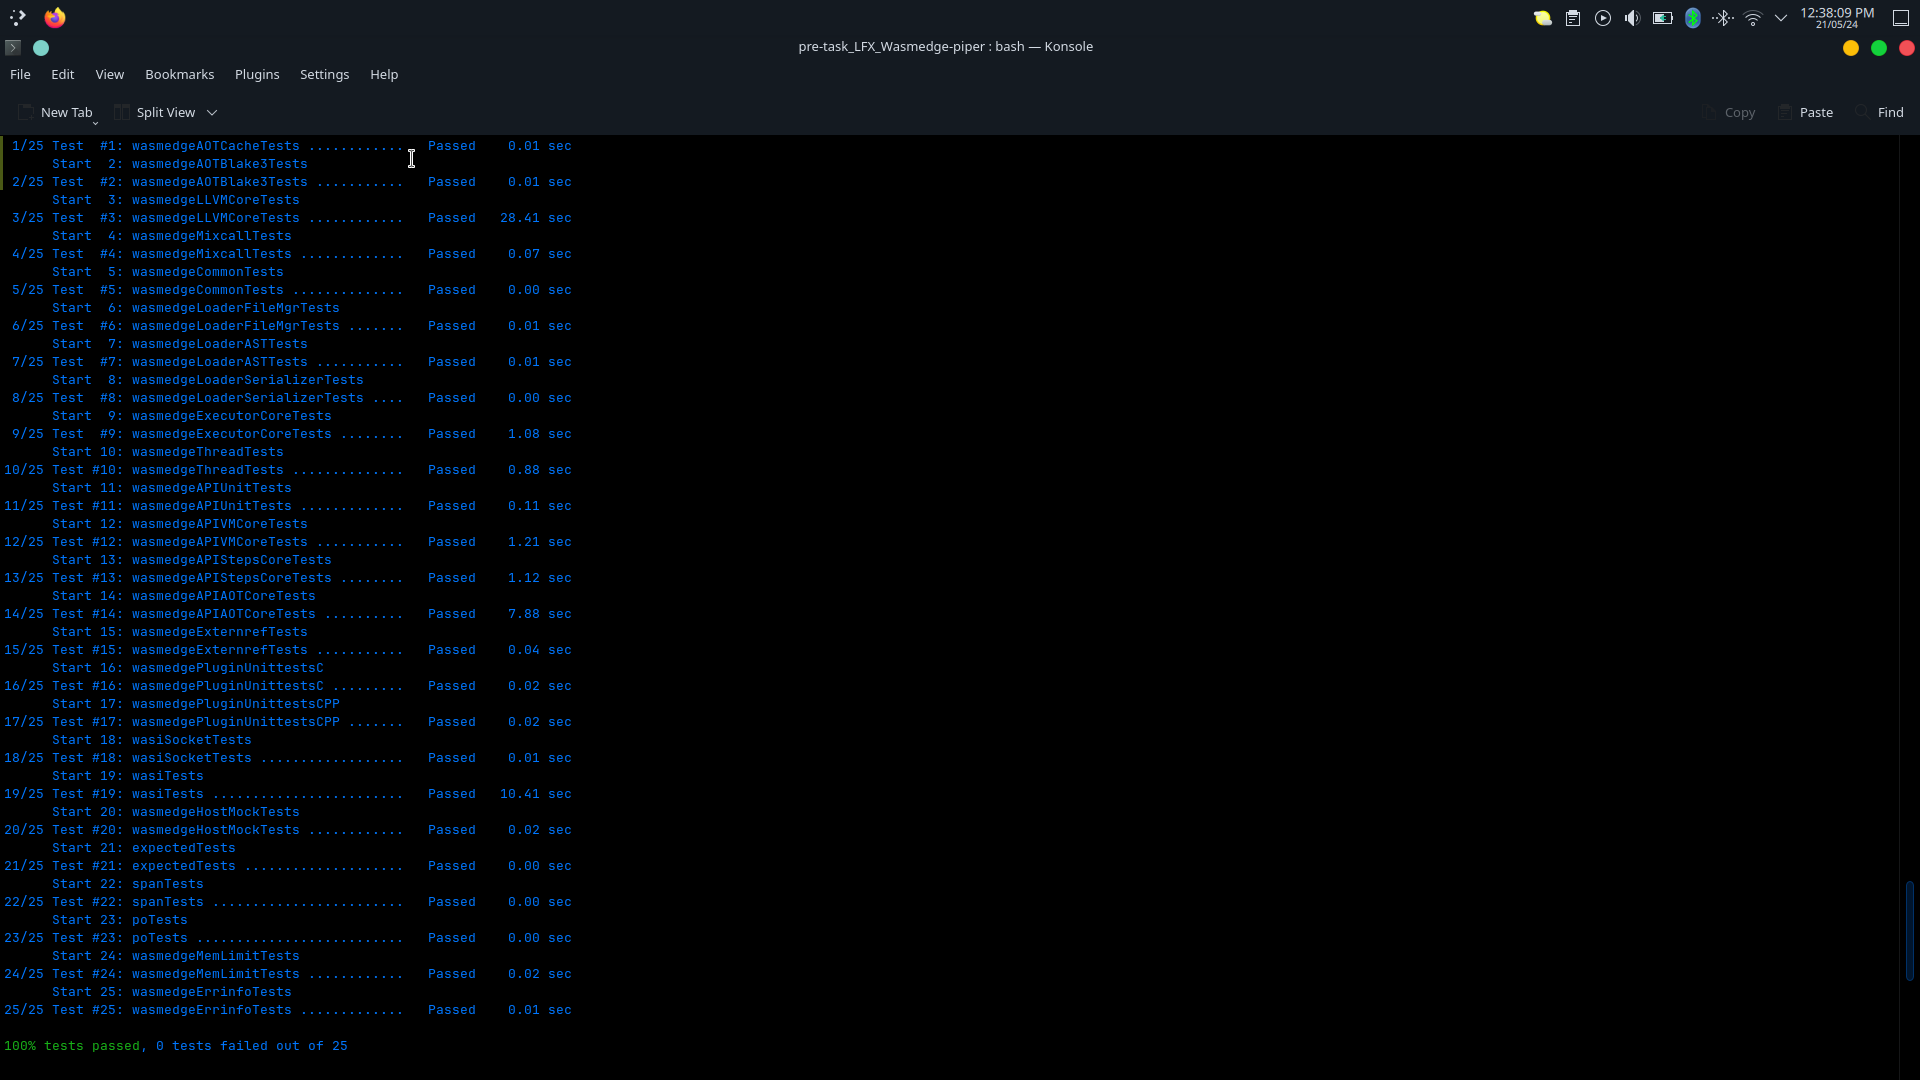 12:38:09 PM
21/05/24
pre-task_LFX_Wasmedge-piper : bash — Konsole
File Edit View Bookmarks Plugins Settings Help
New Tab Split View Copy Paste Find
1/25 Test #1: wasmedgeAOTCacheTests ............ Passed 0.01 sec
Start 2: wasmedgeAOTBlake3Tests
2/25 Test #2: wasmedgeAOTBlake3Tests ........... Passed 0.01 sec
Start 3: wasmedgeLLVMCoreTests
3/25 Test #3: wasmedgeLLVMCoreTests ............ Passed 28.41 sec
Start 4: wasmedgeMixcallTests
4/25 Test #4: wasmedgeMixcallTests ............. Passed 0.07 sec
Start 5: wasmedgeCommonTests
5/25 Test #5: wasmedgeCommonTests .............. Passed 0.00 sec
Start 6: wasmedgeLoaderFileMgrTests
6/25 Test #6: wasmedgeLoaderFileMgrTests ....... Passed 0.01 sec
Start 7: wasmedgeLoaderASTTests
7/25 Test #7: wasmedgeLoaderASTTests ........... Passed 0.01 sec
Start 8: wasmedgeLoaderSerializerTests
8/25 Test #8: wasmedgeLoaderSerializerTests .... Passed 0.00 sec
Start 9: wasmedgeExecutorCoreTests
9/25 Test #9: wasmedgeExecutorCoreTests ........ Passed 1.08 sec
Start 10: wasmedgeThreadTests
10/25 Test #10: wasmedgeThreadTests .............. Passed 0.88 sec
Start 11: wasmedgeAPIUnitTests
11/25 Test #11: wasmedgeAPIUnitTests ............. Passed 0.11 sec
Start 12: wasmedgeAPIVMCoreTests
12/25 Test #12: wasmedgeAPIVMCoreTests ........... Passed 1.21 sec
Start 13: wasmedgeAPIStepsCoreTests
13/25 Test #13: wasmedgeAPIStepsCoreTests ........ Passed 1.12 sec
Start 14: wasmedgeAPIAOTCoreTests
14/25 Test #14: wasmedgeAPIAOTCoreTests .......... Passed 7.88 sec
Start 15: wasmedgeExternrefTests
15/25 Test #15: wasmedgeExternrefTests ........... Passed 0.04 sec
Start 16: wasmedgePluginUnittestsC
16/25 Test #16: wasmedgePluginUnittestsC ......... Passed 0.02 sec
Start 17: wasmedgePluginUnittestsCPP
17/25 Test #17: wasmedgePluginUnittestsCPP ....... Passed 0.02 sec
Start 18: wasiSocketTests
18/25 Test #18: wasiSocketTests .................. Passed 0.01 sec
Start 19: wasiTests
19/25 Test #19: wasiTests ........................ Passed 10.41 sec
Start 20: wasmedgeHostMockTests
20/25 Test #20: wasmedgeHostMockTests ............ Passed 0.02 sec
Start 21: expectedTests
21/25 Test #21: expectedTests .................... Passed 0.00 sec
Start 22: spanTests
22/25 Test #22: spanTests ........................ Passed 0.00 sec
Start 23: poTests
23/25 Test #23: poTests .......................... Passed 0.00 sec
Start 24: wasmedgeMemLimitTests
24/25 Test #24: wasmedgeMemLimitTests ............ Passed 0.02 sec
Start 25: wasmedgeErrinfoTests
25/25 Test #25: wasmedgeErrinfoTests ............. Passed 0.01 sec
100% tests passed, 0 tests failed out of 25